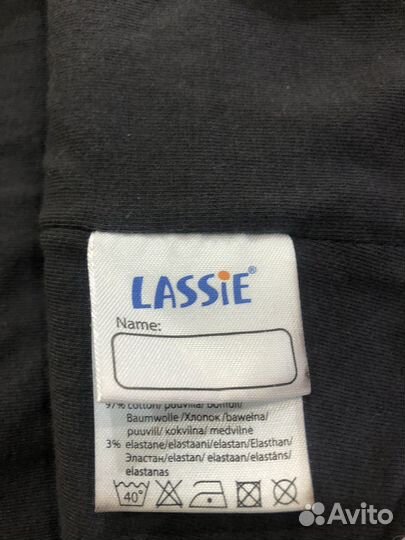 LASSiE®
Name:
97% cotton/ puuvilla/ bomull/
Baumwolle /Хлопок /bawełna/
puuvill/ kokvilna/ medvilne
3% elastane/elastaani/elastan/Elasthan/
Эластан/elastan/ elastaan/elastāns/
elastanas
40°
Avito